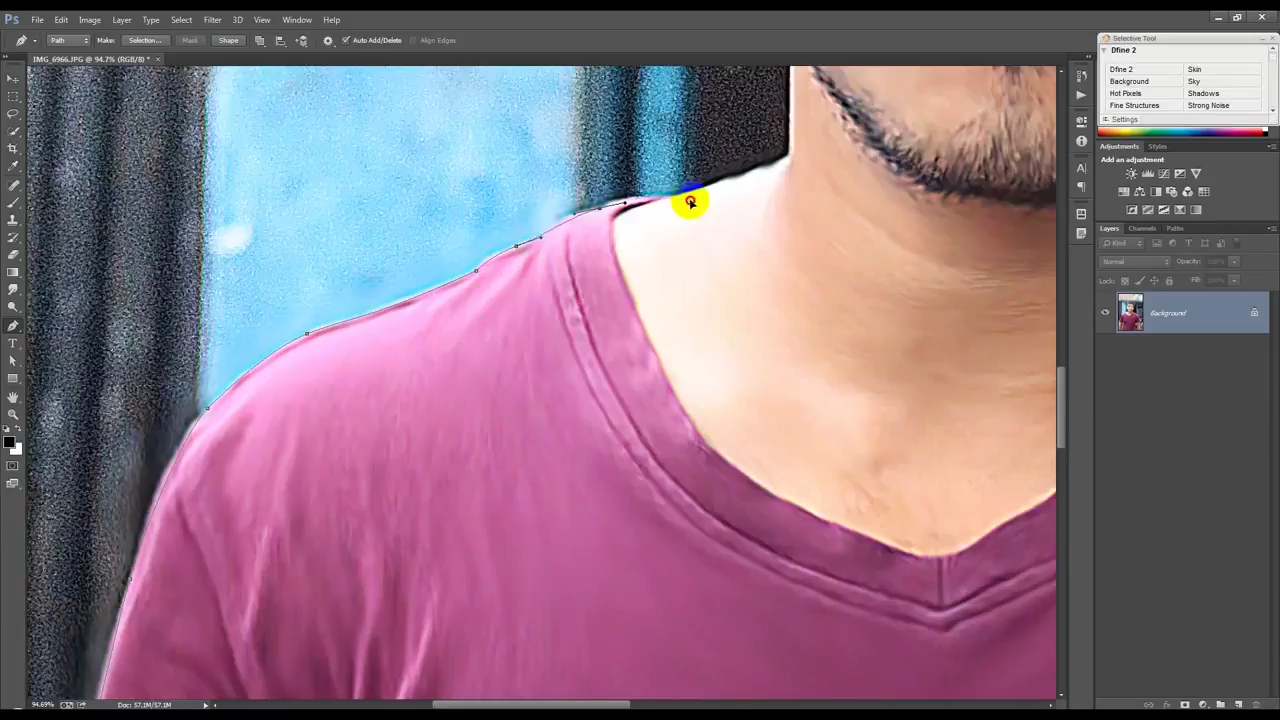 Ps File Edit Image Layer Type Select Filter 3D View Window Help
Path Make: Selection... Mask Shape Auto Add/Delete Align Edges
IMG_6966.JPG @ 94.7% (RGB/8) * ×
Selective Tool
Dfine 2
Dfine 2 Skin
Background Sky
Hot Pixels Shadows
Fine Structures Strong Noise
Settings
Adjustments Styles
Add an adjustment
Layers Channels Paths
Kind
Normal Opacity: 100%
Lock: Fill: 100%
Background
94.69% Doc: 57.1M/57.1M